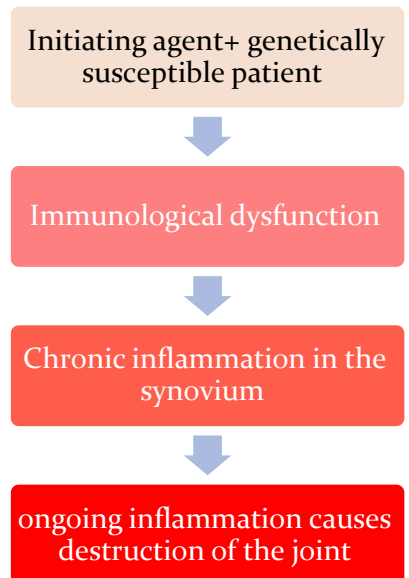 Initiating agent+ genetically
susceptible patient
Immunological dysfunction
Chronic inflammation in the
synovium
ongoing inflammation causes
destruction of the joint